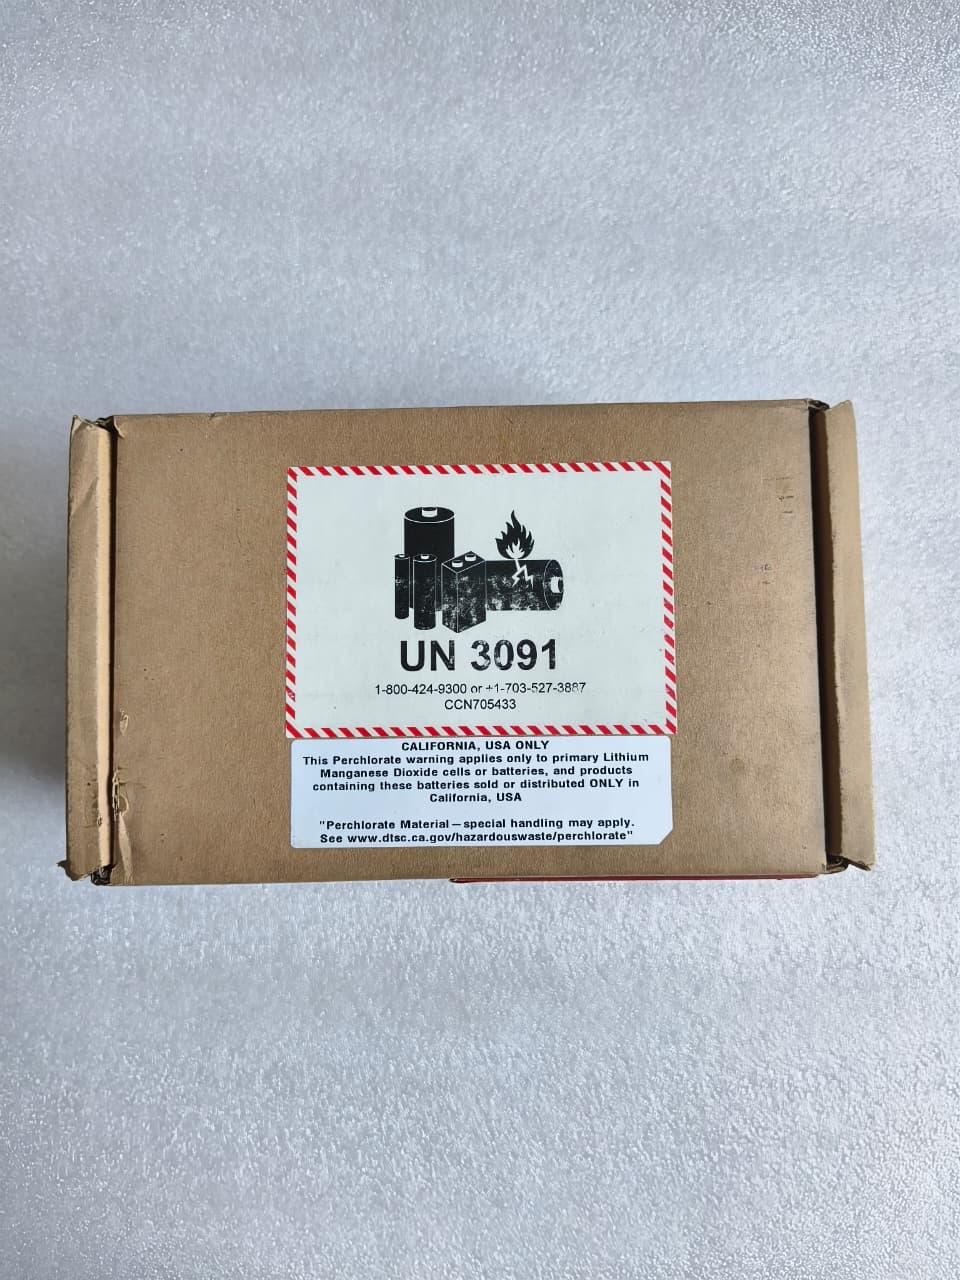 UN 3091
1-800-424-9300 or +1-703-527-3887
CCN705433
CALIFORNIA, USA ONLY
This Perchlorate warning applies only to primary Lithium
Manganese Dioxide cells or batteries, and products
containing these batteries sold or distributed ONLY in
California, USA
"Perchlorate Material — special handling may apply.
See www.dtsc.ca.gov/hazardouswaste/perchlorate"